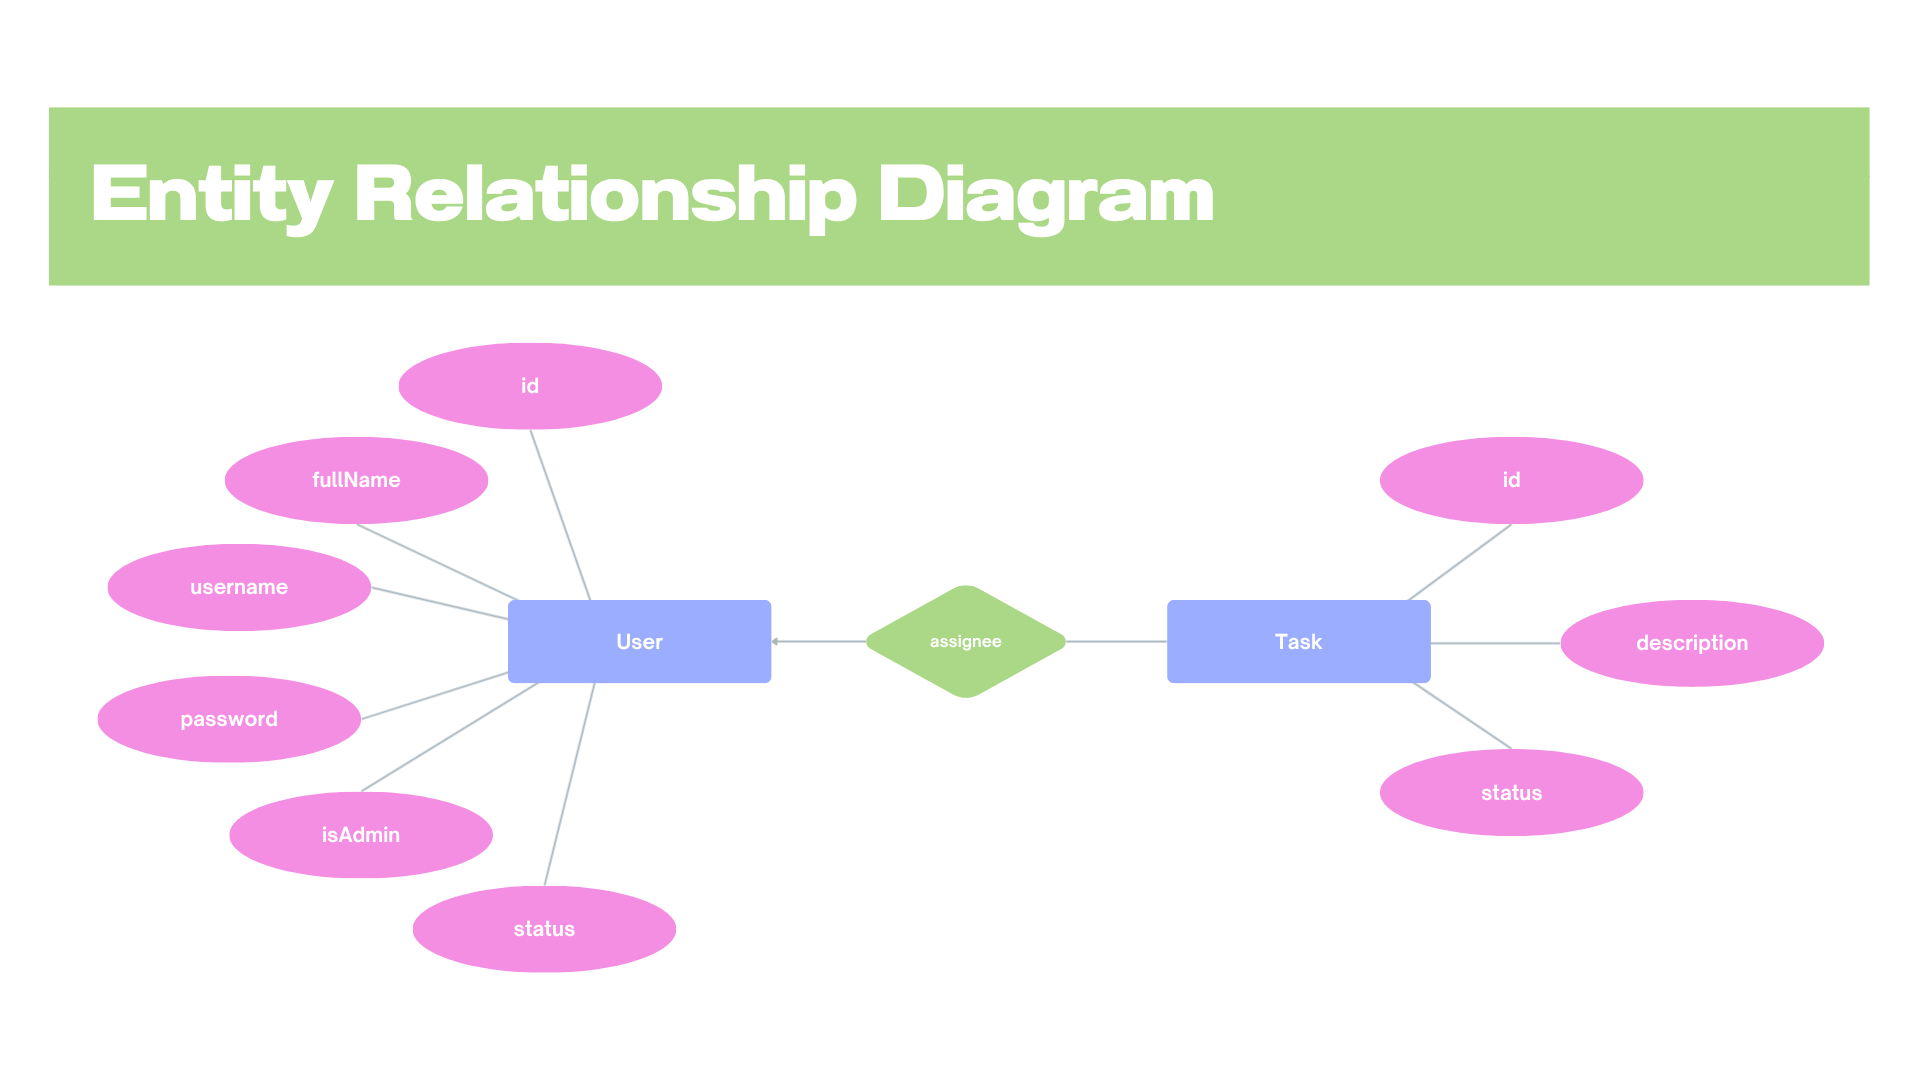 Entity Relationship Diagram
id
fullName
username
password
isAdmin
status
User
assignee
Task
id
description
status